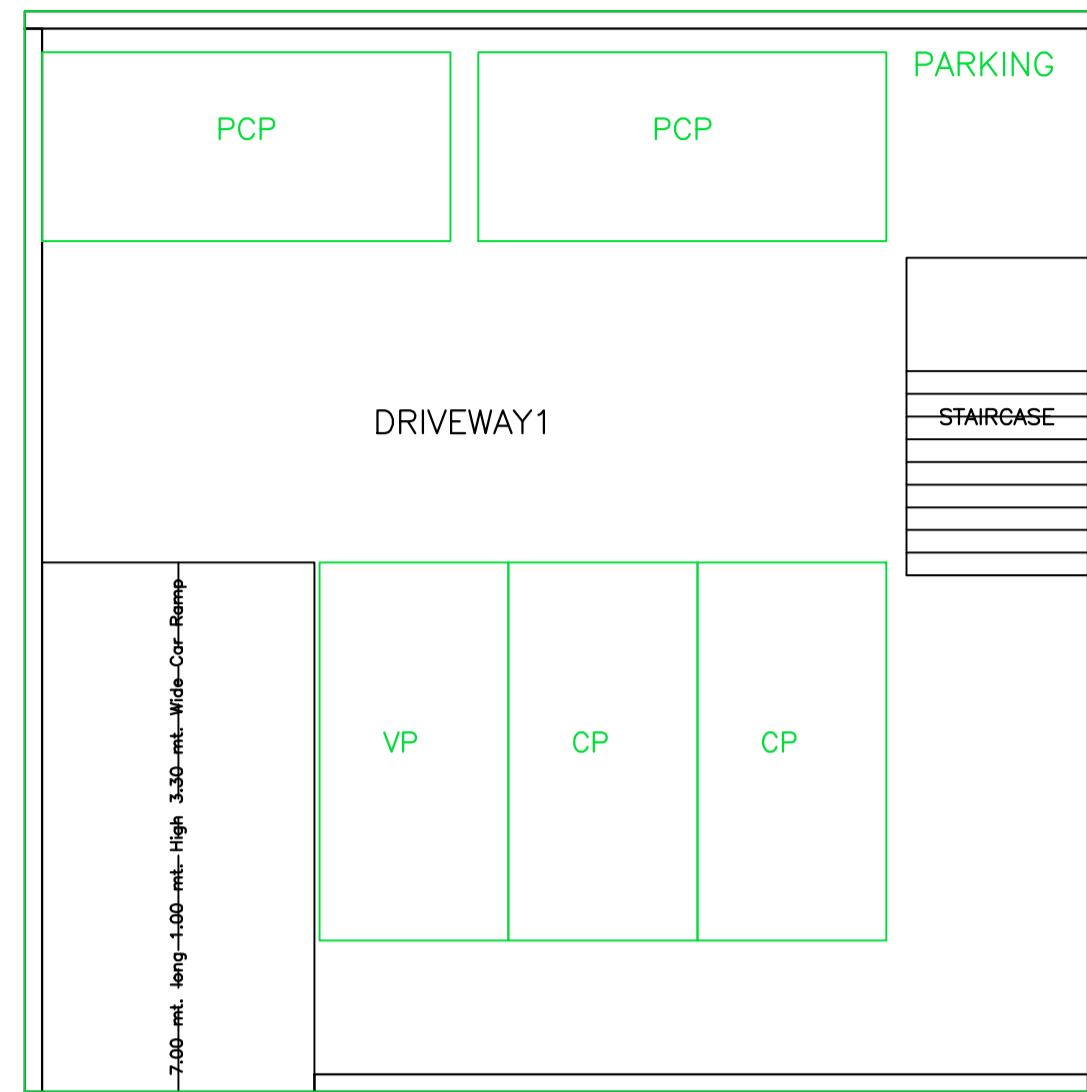 PARKING
PCP
PCP
DRIVEWAY1
STAIRCASE
7.00 mt. long 1.00 mt. High 3.30 mt. Wide Car Ramp
VP
CP
CP